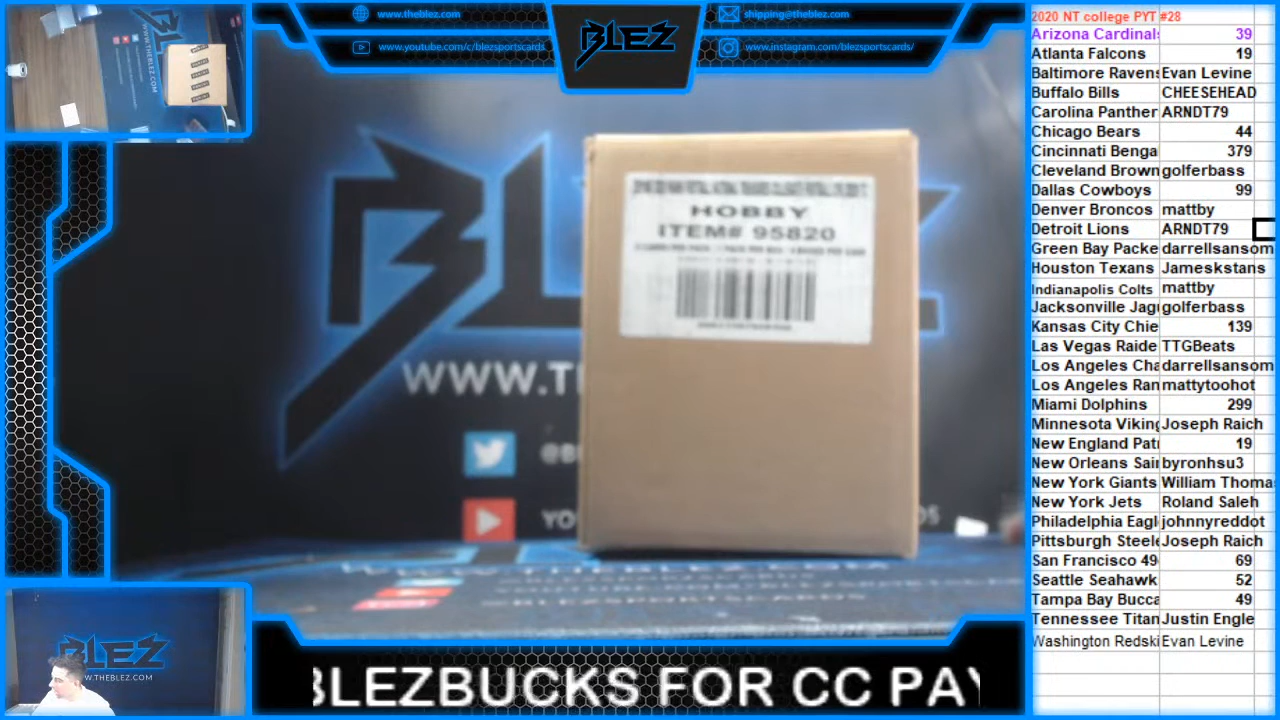 www.theblez.com
www.youtube.com/c/blezsportscards
BLEZ
shipping@theblez.com
www.instagram.com/blezsportscards/
HOBBY
ITEM# 95820
WWW.T
@B
YO
OS
BLEZ
WWW.THEBLEZ.COM
BLEZBUCKS FOR CC PAY
2020 NT college PYT #28
Arizona Cardinals 39
Atlanta Falcons 19
Baltimore Ravens Evan Levine
Buffalo Bills CHEESEHEAD
Carolina Panther ARNDT79
Chicago Bears 44
Cincinnati Benga 379
Cleveland Brown golferbass
Dallas Cowboys 99
Denver Broncos mattby
Detroit Lions ARNDT79
Green Bay Packe darrellsansom
Houston Texans Jameskstans
Indianapolis Colts mattby
Jacksonville Jagu golferbass
Kansas City Chie 139
Las Vegas Raide TTGBeats
Los Angeles Cha darrellsansom
Los Angeles Ran mattytoohot
Miami Dolphins 299
Minnesota Viking Joseph Raich
New England Patr 19
New Orleans Sai byronhsu3
New York Giants William Thomas
New York Jets Roland Saleh
Philadelphia Eagl johnnyreddot
Pittsburgh Steele Joseph Raich
San Francisco 49 69
Seattle Seahawk 52
Tampa Bay Bucca 49
Tennessee Titan Justin Engle
Washington Redski Evan Levine